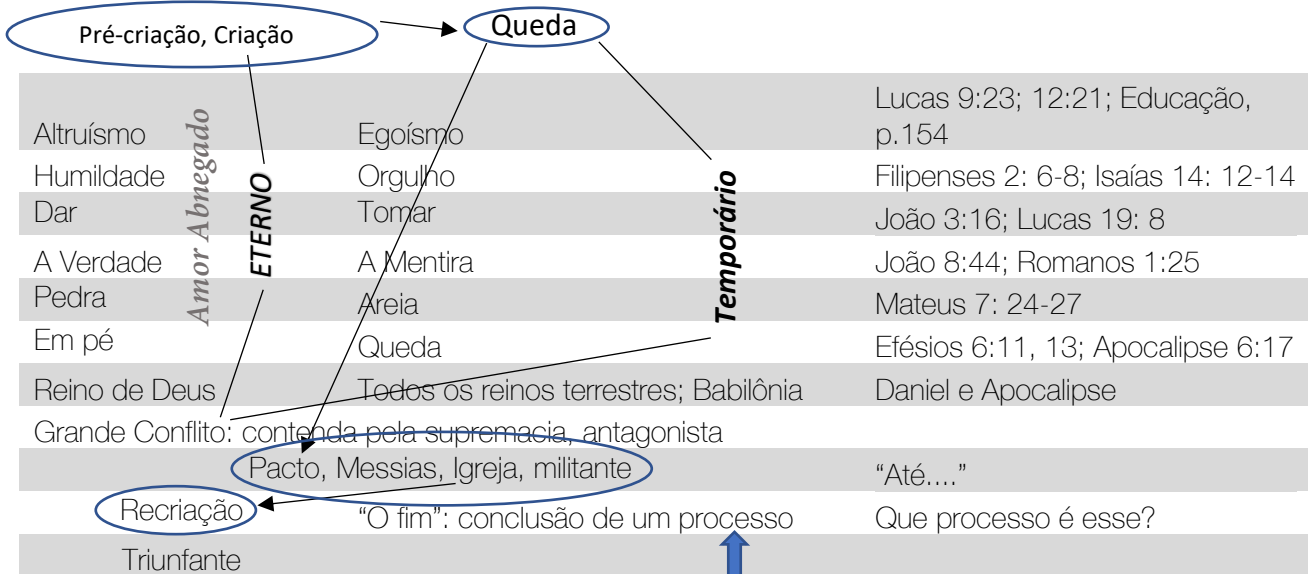 Pré-criação, Criação
Queda
Amor Abnegado
ETERNO
Temporário
Lucas 9:23; 12:21; Educação,
Altruísmo Egoísmo p.154
Humildade Orgulho Filipenses 2: 6-8; Isaías 14: 12-14
Dar Tomar João 3:16; Lucas 19: 8
A Verdade A Mentira João 8:44; Romanos 1:25
Pedra Areia Mateus 7: 24-27
Em pé Queda Efésios 6:11, 13; Apocalipse 6:17
Reino de Deus Todos os reinos terrestres; Babilônia Daniel e Apocalipse
Grande Conflito: contenda pela supremacia, antagonista
Pacto, Messias, Igreja, militante "Até...."
Recriação "O fim": conclusão de um processo Que processo é esse?
Triunfante